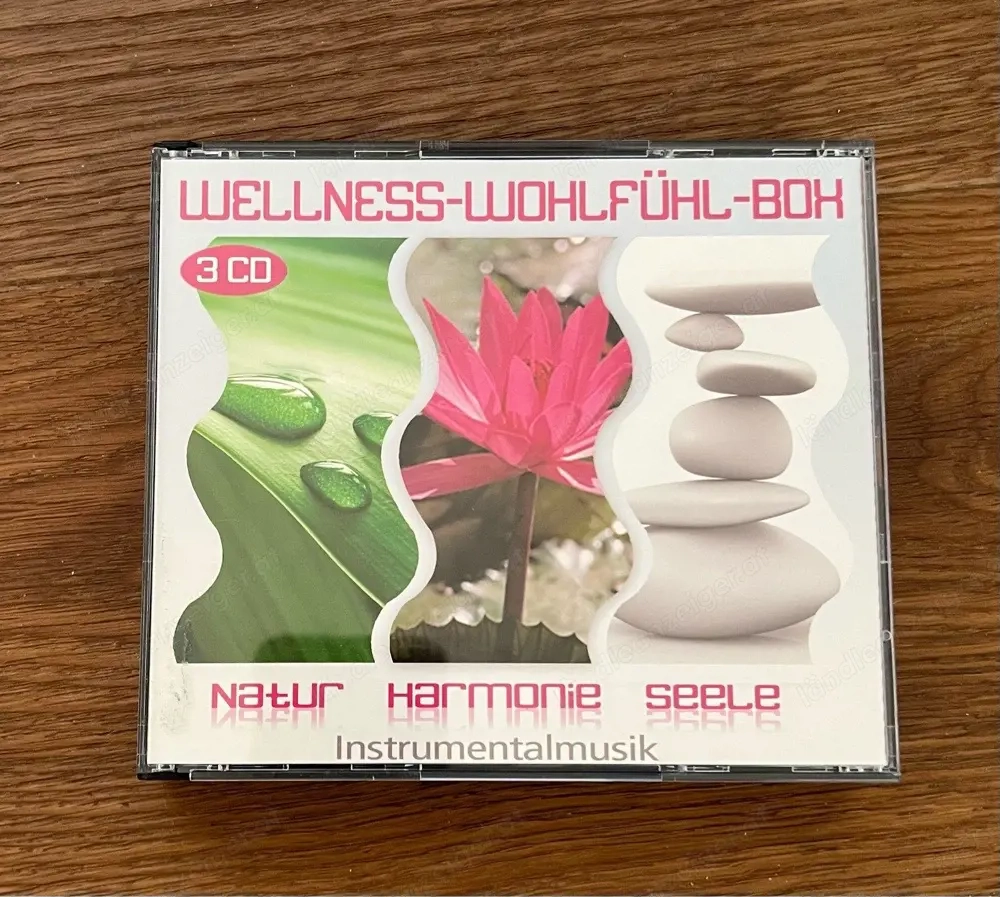 WELLNESS-WOHLFÜHL-BOX
3 CD
Natur Harmonie Seele
Instrumentalmusik